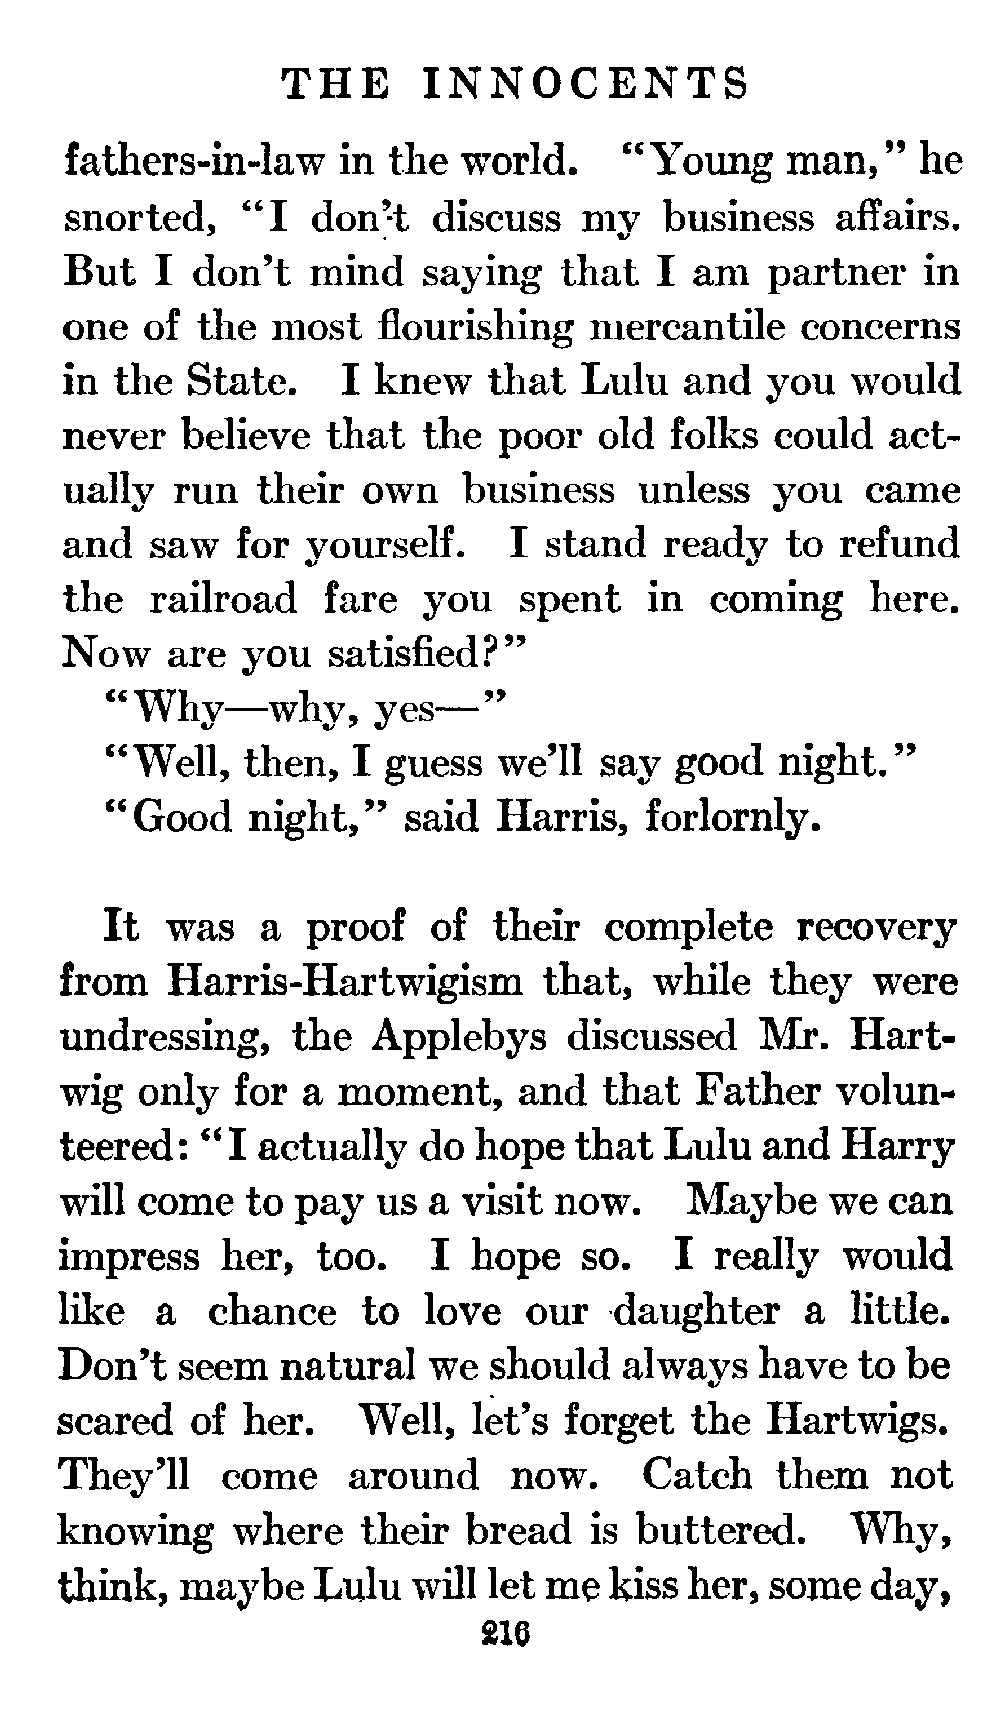 THE INNOCENTS
fathers-in-law in the world. “Young man,” he
snorted, “I don’t discuss my business affairs.
But I don’t mind saying that I am partner in
one of the most flourishing mercantile concerns
in the State. I knew that Lulu and you would
never believe that the poor old folks could act-
ually run their own business unless you came
and saw for yourself. I stand ready to refund
the railroad fare you spent in coming here.
Now are you satisfied?”
“Why—why, yes—”
“Well, then, I guess we’ll say good night.”
“Good night,” said Harris, forlornly.
It was a proof of their complete recovery
from Harris-Hartwigism that, while they were
undressing, the Applebys discussed Mr. Hart-
wig only for a moment, and that Father volun-
teered: “I actually do hope that Lulu and Harry
will come to pay us a visit now. Maybe we can
impress her, too. I hope so. I really would
like a chance to love our daughter a little.
Don’t seem natural we should always have to be
scared of her. Well, let’s forget the Hartwigs.
They’ll come around now. Catch them not
knowing where their bread is buttered. Why,
think, maybe Lulu will let me kiss her, some day,
216